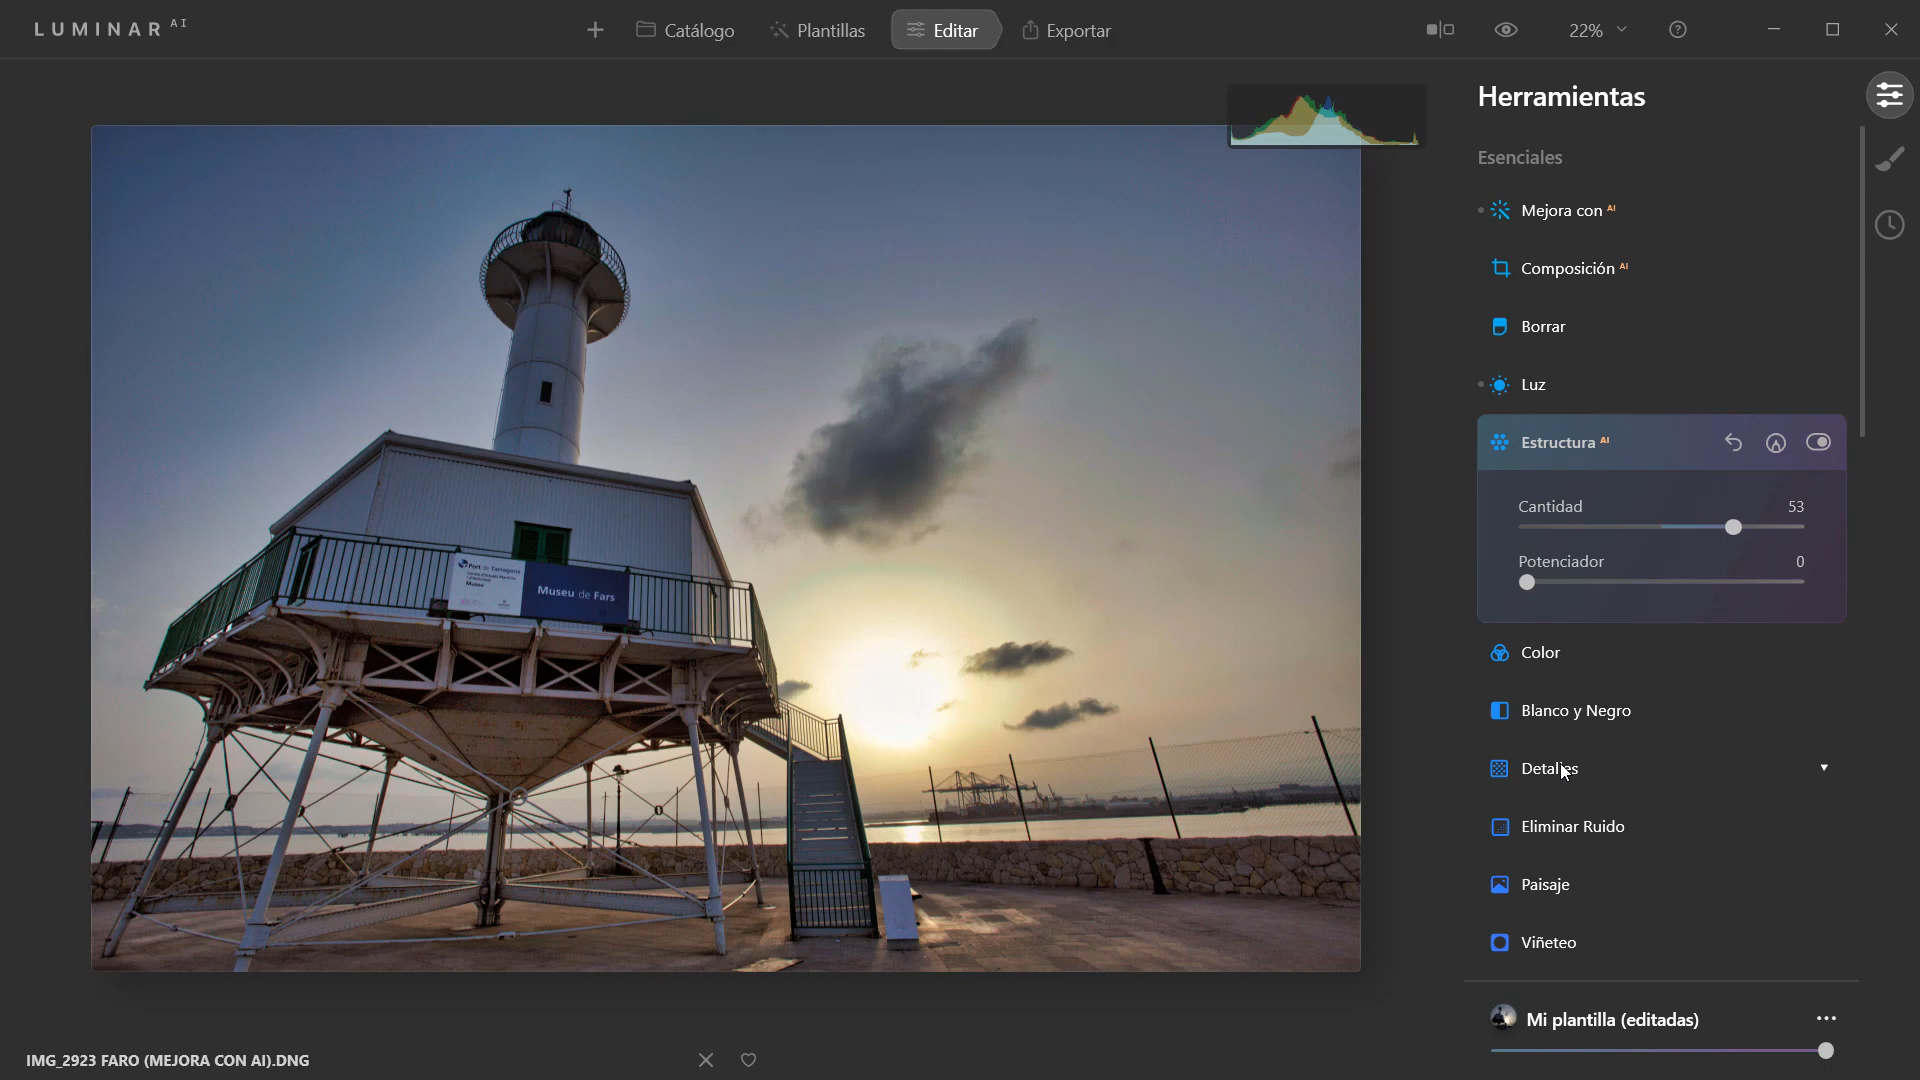 LUMINAR AI
Catálogo
Plantillas
Editar
Exportar
22%
Herramientas
Esenciales
Mejora con AI
Composición AI
Borrar
Luz
Estructura AI
Cantidad 53
Potenciador 0
Color
Blanco y Negro
Detalles
Eliminar Ruido
Paisaje
Viñeteo
Mi plantilla (editadas)
Port de Tarragona
Museu
Museu de Fars
IMG_2923 FARO (MEJORA CON AI).DNG